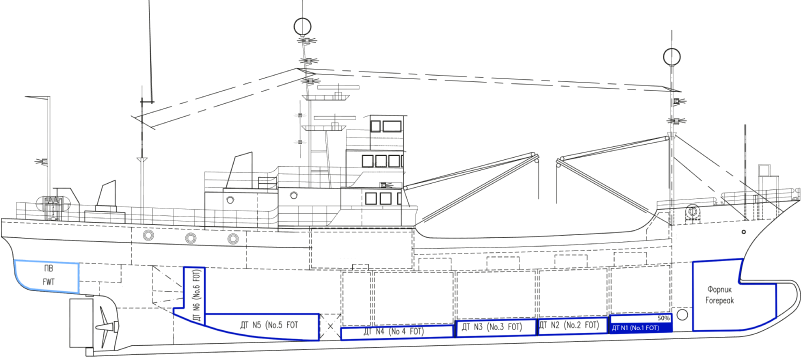 ПВ
FWT
ДТ N6 (No.6 FOT)
ДТ N5 (No.5 FOT
ДТ N4 (No 4 FOT)
ДТ N3 (No.3 FOT)
ДТ N2 (No.2 FOT)
50%
ДТ N1 (No.1 FOT)
Форпик
Forepeak